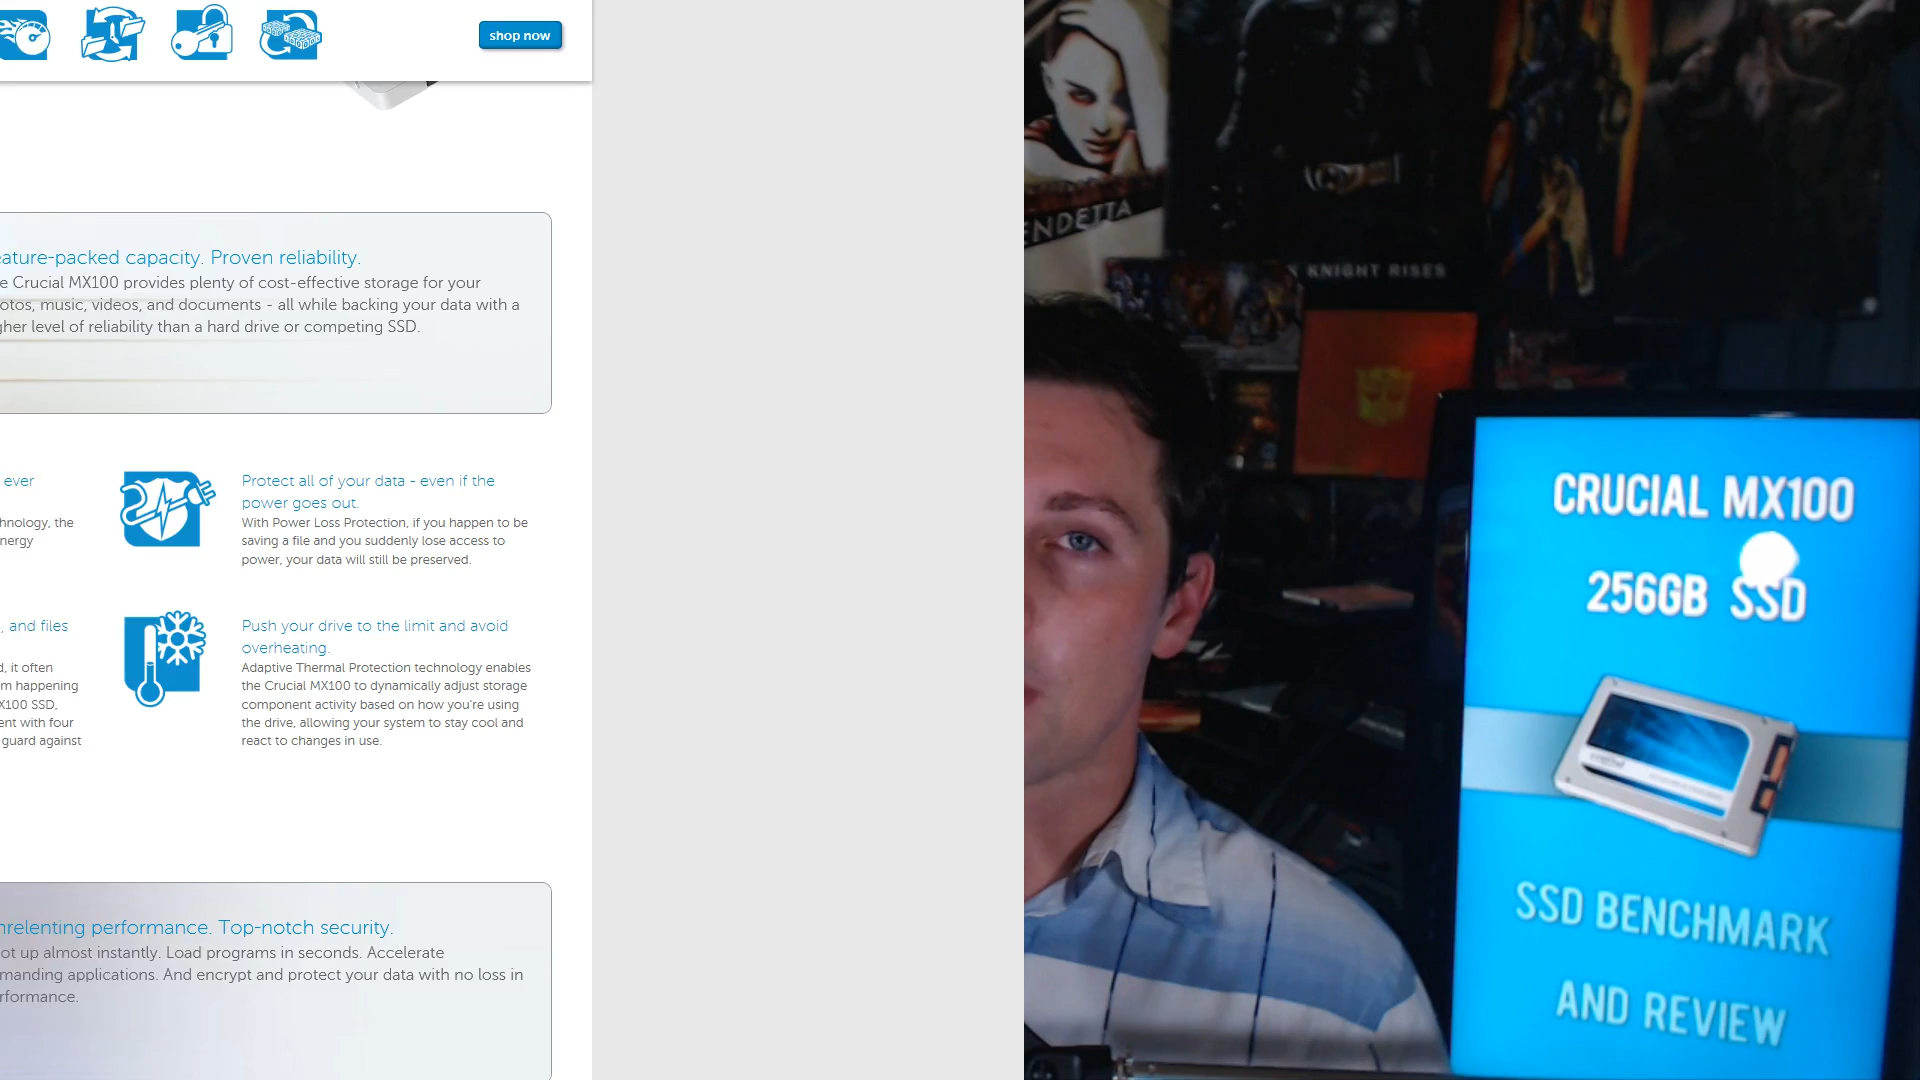 shop now
eature-packed capacity. Proven reliability.
e Crucial MX100 provides plenty of cost-effective storage for your
otos, music, videos, and documents - all while backing your data with a
gher level of reliability than a hard drive or competing SSD.
ever
hnology, the
nergy
Protect all of your data - even if the
power goes out.
With Power Loss Protection, if you happen to be
saving a file and you suddenly lose access to
power, your data will still be preserved.
, and files
d, it often
m happening
X100 SSD,
ent with four
guard against
Push your drive to the limit and avoid
overheating.
Adaptive Thermal Protection technology enables
the Crucial MX100 to dynamically adjust storage
component activity based on how you're using
the drive, allowing your system to stay cool and
react to changes in use.
nrelenting performance. Top-notch security.
ot up almost instantly. Load programs in seconds. Accelerate
manding applications. And encrypt and protect your data with no loss in
rformance.
ENDETTA
KNIGHT RISES
CRUCIAL MX100
256GB SSD
SSD BENCHMARK
AND REVIEW